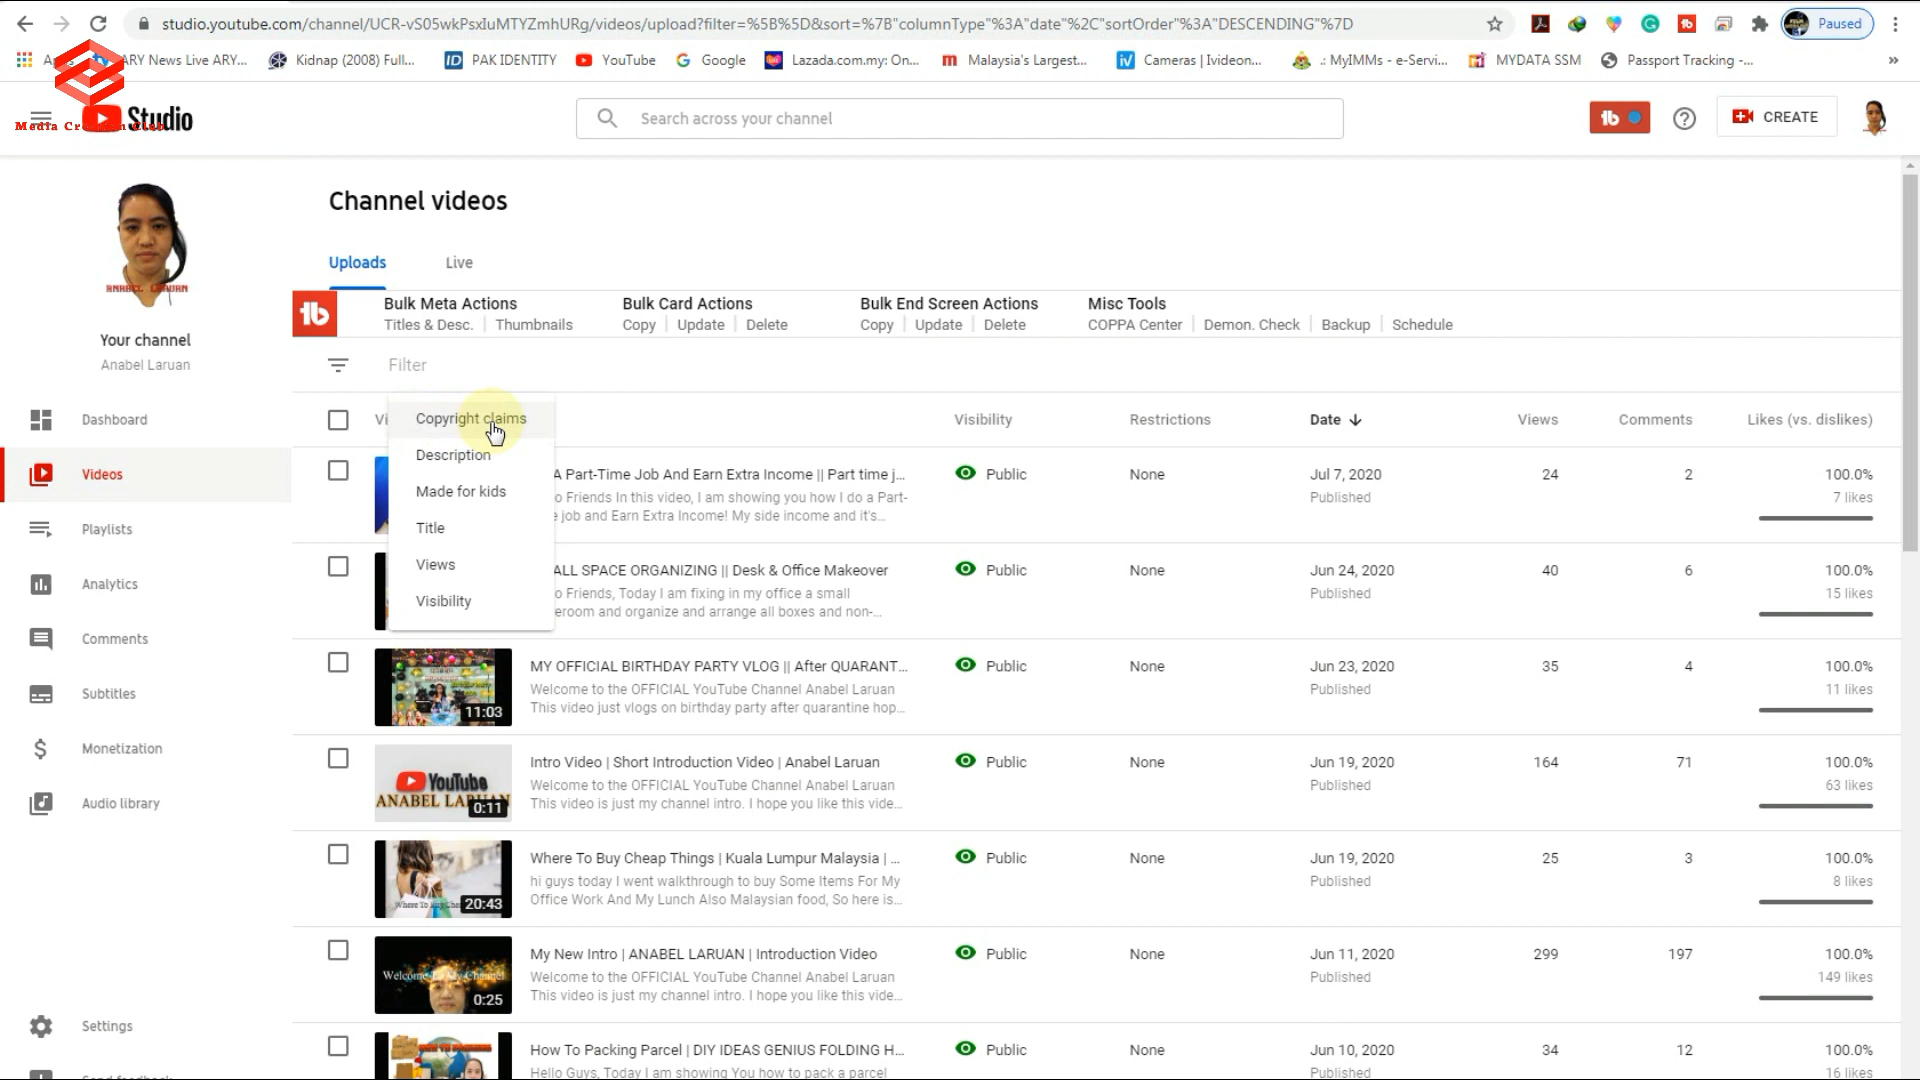 studio.youtube.com/channel/UCR-vS05wkPsxIuMTYZmhURg/videos/upload?filter=%5B%5D&sort=%7B"columnType"%3A"date"%2C"sortOrder"%3A"DESCENDING"%7D
Paused
ARY News Live ARY...
Kidnap (2008) Full...
PAK IDENTITY
YouTube
Google
Lazada.com.my: On...
Malaysia's Largest...
Cameras | Ivideon...
.: MyIMMs - e-Servi...
MYDATA SSM
Passport Tracking -...
Studio
Search across your channel
CREATE
ANABEL LARUAN
Your channel
Anabel Laruan
Dashboard
Videos
Playlists
Analytics
Comments
Subtitles
Monetization
Audio library
Settings
Send feedback
Channel videos
Uploads
Live
Bulk Meta Actions
Titles & Desc.
Thumbnails
Bulk Card Actions
Copy
Update
Delete
Bulk End Screen Actions
Copy
Update
Delete
Misc Tools
COPPA Center
Demon. Check
Backup
Schedule
Filter
Copyright claims
Description
Made for kids
Title
Views
Visibility
Visibility
Restrictions
Date
Views
Comments
Likes (vs. dislikes)
A Part-Time Job And Earn Extra Income || Part time j...
Friends In this video, I am showing you how I do a Part-
job and Earn Extra Income! My side income and it's...
Public
None
Jul 7, 2020
Published
24
2
100.0%
7 likes
SPACE ORGANIZING || Desk & Office Makeover
Friends, Today I am fixing in my office a small
and organize and arrange all boxes and non-...
Public
None
Jun 24, 2020
Published
40
6
100.0%
15 likes
11:03
MY OFFICIAL BIRTHDAY PARTY VLOG || After QUARANT...
Welcome to the OFFICIAL YouTube Channel Anabel Laruan
This video just vlogs on birthday party after quarantine hop...
Public
None
Jun 23, 2020
Published
35
4
100.0%
11 likes
YouTube
ANABEL LARUAN
0:11
Intro Video | Short Introduction Video | Anabel Laruan
Welcome to the OFFICIAL YouTube Channel Anabel Laruan
This video is just my channel intro. I hope you like this vide...
Public
None
Jun 19, 2020
Published
164
71
100.0%
63 likes
20:43
Where To Buy Cheap Things | Kuala Lumpur Malaysia | ...
hi guys today I went walkthrough to buy Some Items For My
Office Work And My Lunch Also Malaysian food, So here is...
Public
None
Jun 19, 2020
Published
25
3
100.0%
8 likes
Welcome To My Channel
0:25
My New Intro | ANABEL LARUAN | Introduction Video
Welcome to the OFFICIAL YouTube Channel Anabel Laruan
This video is just my channel intro. I hope you like this vide...
Public
None
Jun 11, 2020
Published
299
197
100.0%
149 likes
How To Packing Parcel | DIY IDEAS GENIUS FOLDING H...
Hello Guys, Today I am showing You how to pack a parcel
Public
None
Jun 10, 2020
Published
34
12
100.0%
16 likes